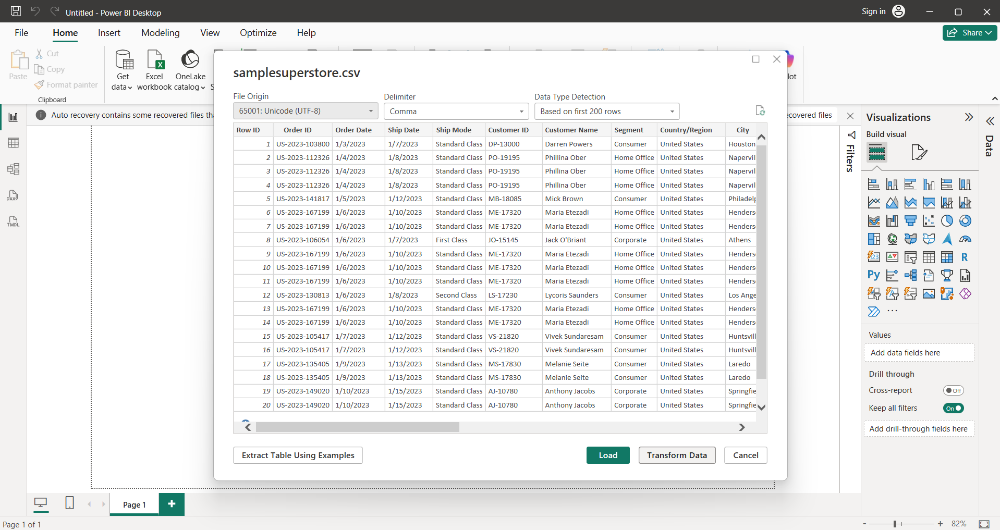 Untitled - Power BI Desktop
Sign in
File Home Insert Modeling View Optimize Help
Share
Paste
Cut
Copy
Format painter
Clipboard
Get data
Excel workbook
OneLake catalog
lot
Auto recovery contains some recovered files
covered files
samplesuperstore.csv
File Origin Delimiter Data Type Detection
65001: Unicode (UTF-8) Comma Based on first 200 rows
Row ID Order ID Order Date Ship Date Ship Mode Customer ID Customer Name Segment Country/Region City
1 US-2023-103800 1/3/2023 1/7/2023 Standard Class DP-13000 Darren Powers Consumer United States Houston
2 US-2023-112326 1/4/2023 1/8/2023 Standard Class PO-19195 Phillina Ober Home Office United States Napervil
3 US-2023-112326 1/4/2023 1/8/2023 Standard Class PO-19195 Phillina Ober Home Office United States Napervil
4 US-2023-112326 1/4/2023 1/8/2023 Standard Class PO-19195 Phillina Ober Home Office United States Napervil
5 US-2023-141817 1/5/2023 1/12/2023 Standard Class MB-18085 Mick Brown Consumer United States Philadelp
6 US-2023-167199 1/6/2023 1/10/2023 Standard Class ME-17320 Maria Etezadi Home Office United States Henders
7 US-2023-167199 1/6/2023 1/10/2023 Standard Class ME-17320 Maria Etezadi Home Office United States Henders
8 US-2023-106054 1/6/2023 1/7/2023 First Class JO-15145 Jack O'Briant Corporate United States Athens
9 US-2023-167199 1/6/2023 1/10/2023 Standard Class ME-17320 Maria Etezadi Home Office United States Henders
10 US-2023-167199 1/6/2023 1/10/2023 Standard Class ME-17320 Maria Etezadi Home Office United States Henders
11 US-2023-167199 1/6/2023 1/10/2023 Standard Class ME-17320 Maria Etezadi Home Office United States Henders
12 US-2023-130813 1/6/2023 1/8/2023 Second Class LS-17230 Lycoris Saunders Consumer United States Los Ange
13 US-2023-167199 1/6/2023 1/10/2023 Standard Class ME-17320 Maria Etezadi Home Office United States Henders
14 US-2023-167199 1/6/2023 1/10/2023 Standard Class ME-17320 Maria Etezadi Home Office United States Henders
15 US-2023-105417 1/7/2023 1/12/2023 Standard Class VS-21820 Vivek Sundaresam Consumer United States Huntsvill
16 US-2023-105417 1/7/2023 1/12/2023 Standard Class VS-21820 Vivek Sundaresam Consumer United States Huntsvill
17 US-2023-135405 1/9/2023 1/13/2023 Standard Class MS-17830 Melanie Seite Consumer United States Laredo
18 US-2023-135405 1/9/2023 1/13/2023 Standard Class MS-17830 Melanie Seite Consumer United States Laredo
19 US-2023-149020 1/10/2023 1/15/2023 Standard Class AJ-10780 Anthony Jacobs Corporate United States Springfie
20 US-2023-149020 1/10/2023 1/15/2023 Standard Class AJ-10780 Anthony Jacobs Corporate United States Springfie
Extract Table Using Examples Load Transform Data Cancel
DAX
TMDL
Filters
Visualizations
Build visual
123
R
Py
Values
Add data fields here
Drill through
Cross-report Off
Keep all filters On
Add drill-through fields here
Data
Page 1
Page 1 of 1
- + 82%